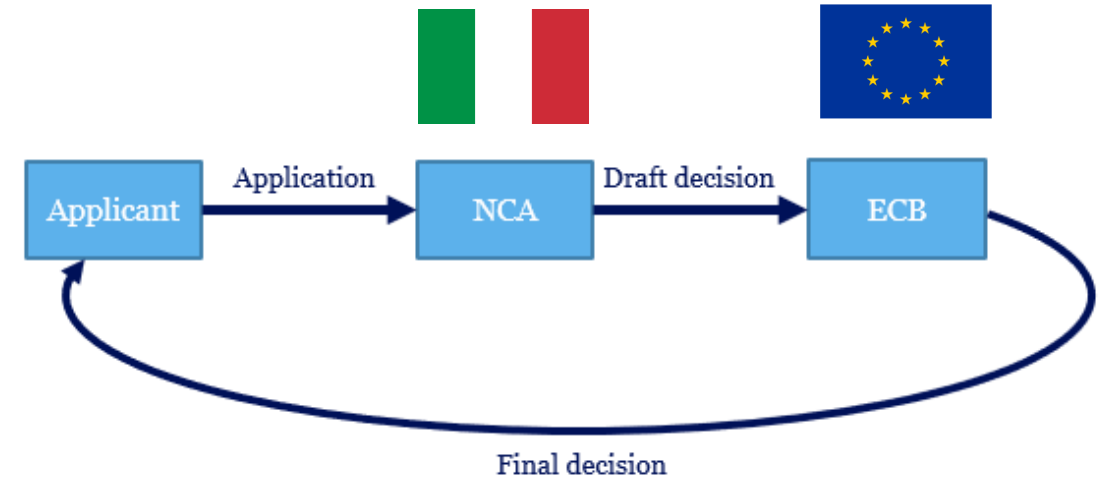 Applicant
Application
NCA
Draft decision
ECB
Final decision